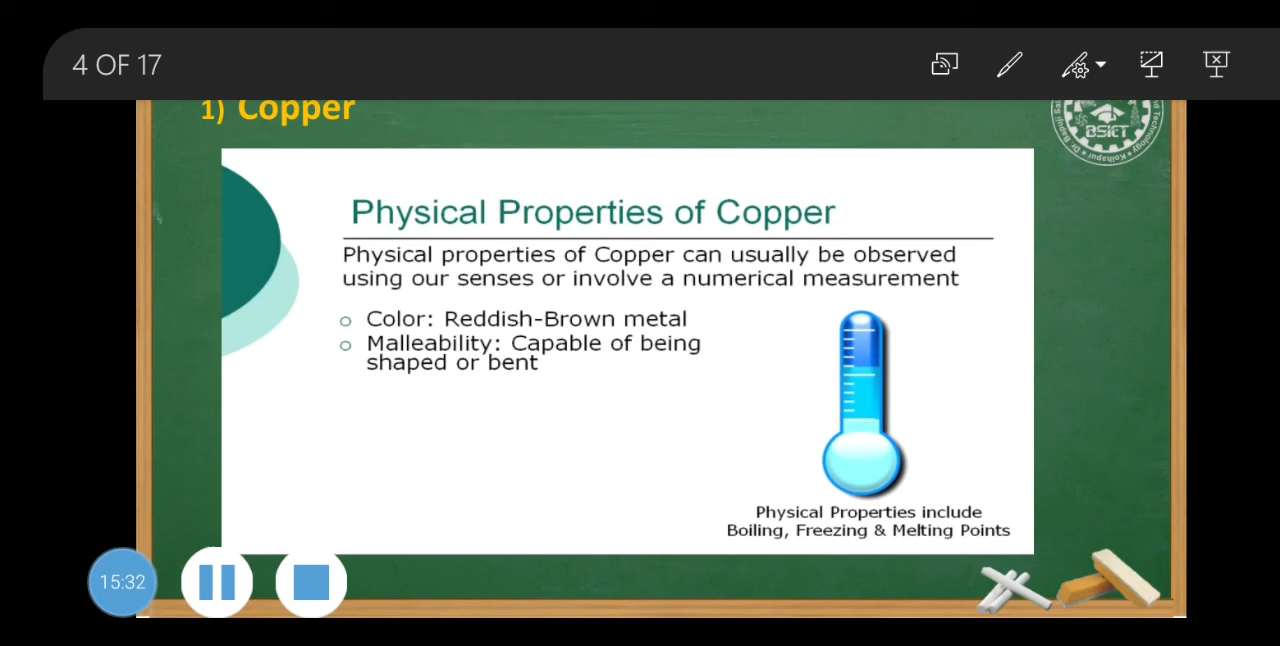 4 OF 17
1) Copper
BSIET
Physical Properties of Copper
Physical properties of Copper can usually be observed
using our senses or involve a numerical measurement
o Color: Reddish-Brown metal
o Malleability: Capable of being
shaped or bent
Physical Properties include
Boiling, Freezing & Melting Points
15:32